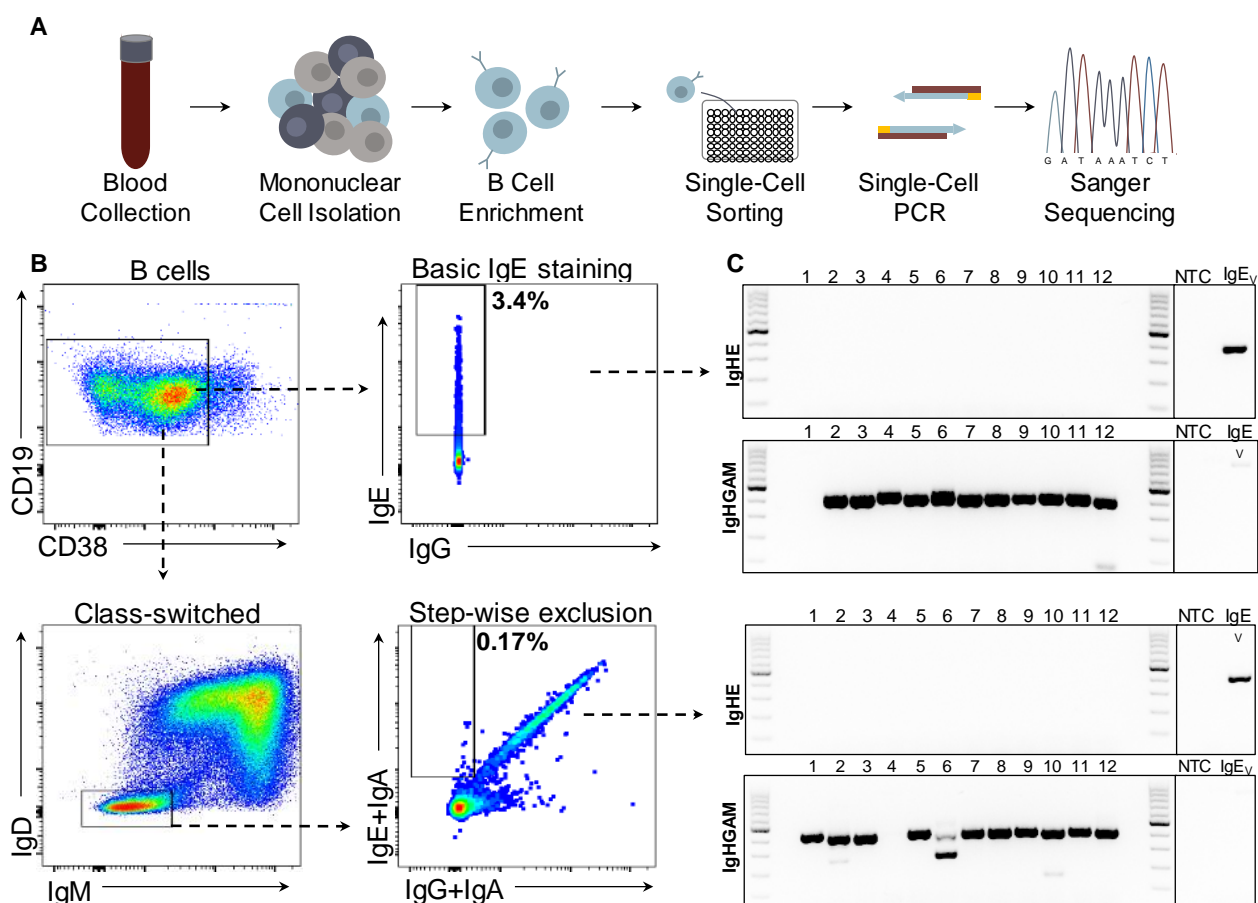 A
G A T A A A T C T
Blood
Collection
Mononuclear
Cell Isolation
B Cell
Enrichment
Single-Cell
Sorting
Single-Cell
PCR
Sanger
Sequencing
B
B cells
CD19
CD38
Basic IgE staining
3.4%
IgE
IgG
Class-switched
IgD
IgM
Step-wise exclusion
0.17%
IgE+IgA
IgG+IgA
C
1 2 3 4 5 6 7 8 9 10 11 12 NTC IgEV
IgHE
1 2 3 4 5 6 7 8 9 10 11 12 NTC IgE
V
IgHGAM
1 2 3 4 5 6 7 8 9 10 11 12 NTC IgE
V
IgHE
1 2 3 4 5 6 7 8 9 10 11 12 NTC IgEV
IgHGAM